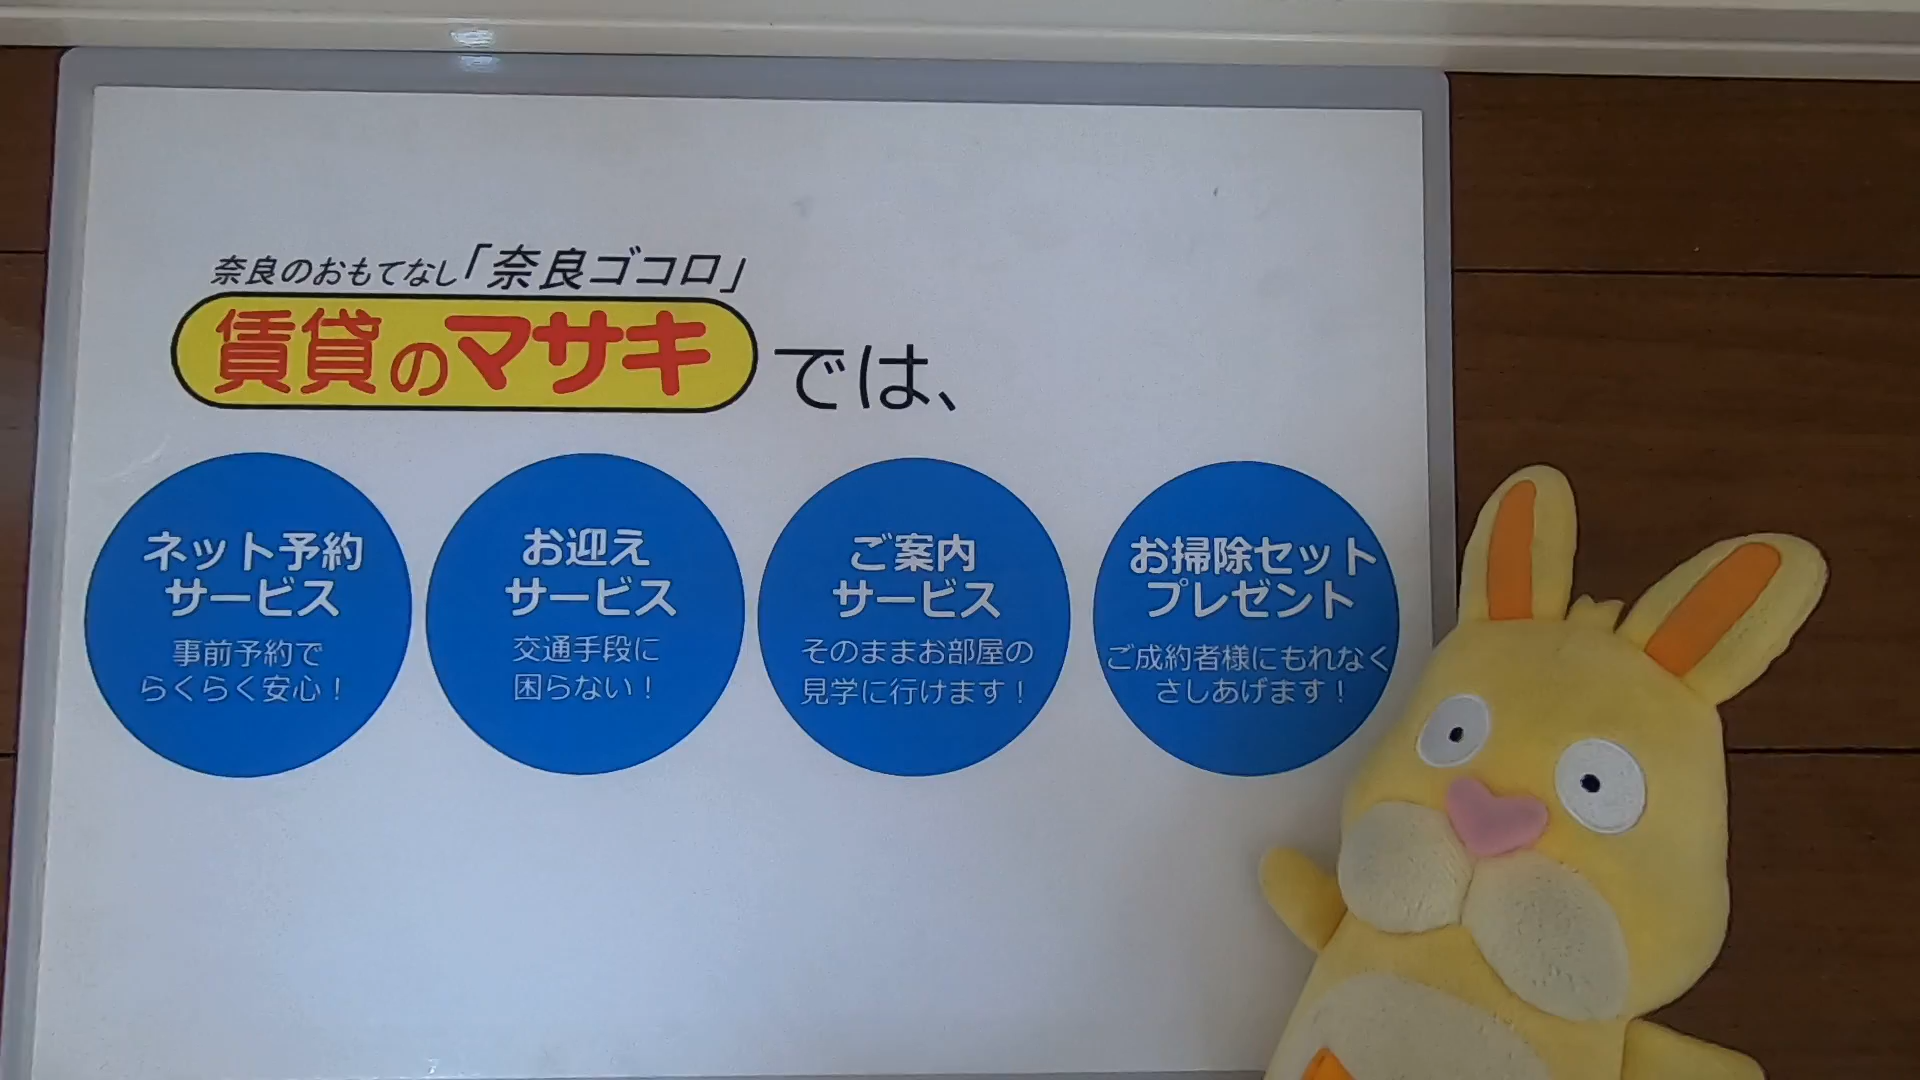 奈良のおもてなし「奈良ゴコロ」
賃貸のマサキでは、
ネット予約
サービス
事前予約で
らくらく安心！
お迎え
サービス
交通手段に
困らない！
ご案内
サービス
そのままお部屋の
見学に行けます！
お掃除セット
プレゼント
ご成約者様にもれなく
さしあげます！